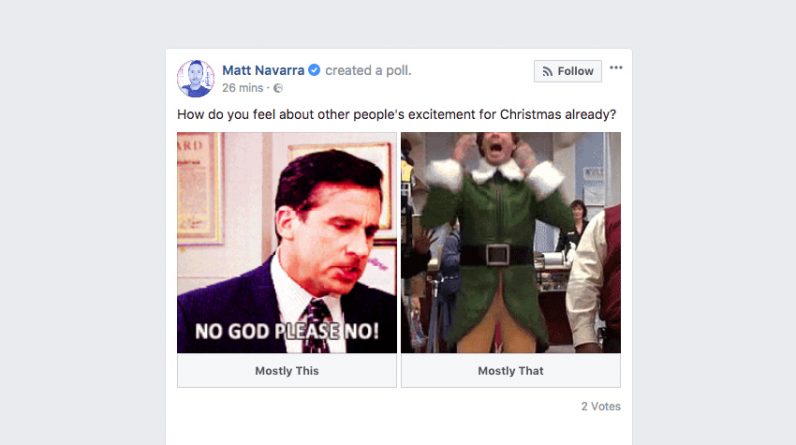 Matt Navarra created a poll.
Follow
26 mins ·
How do you feel about other people's excitement for Christmas already?
ARD
NO GOD PLEASE NO!
Mostly This
Mostly That
2 Votes